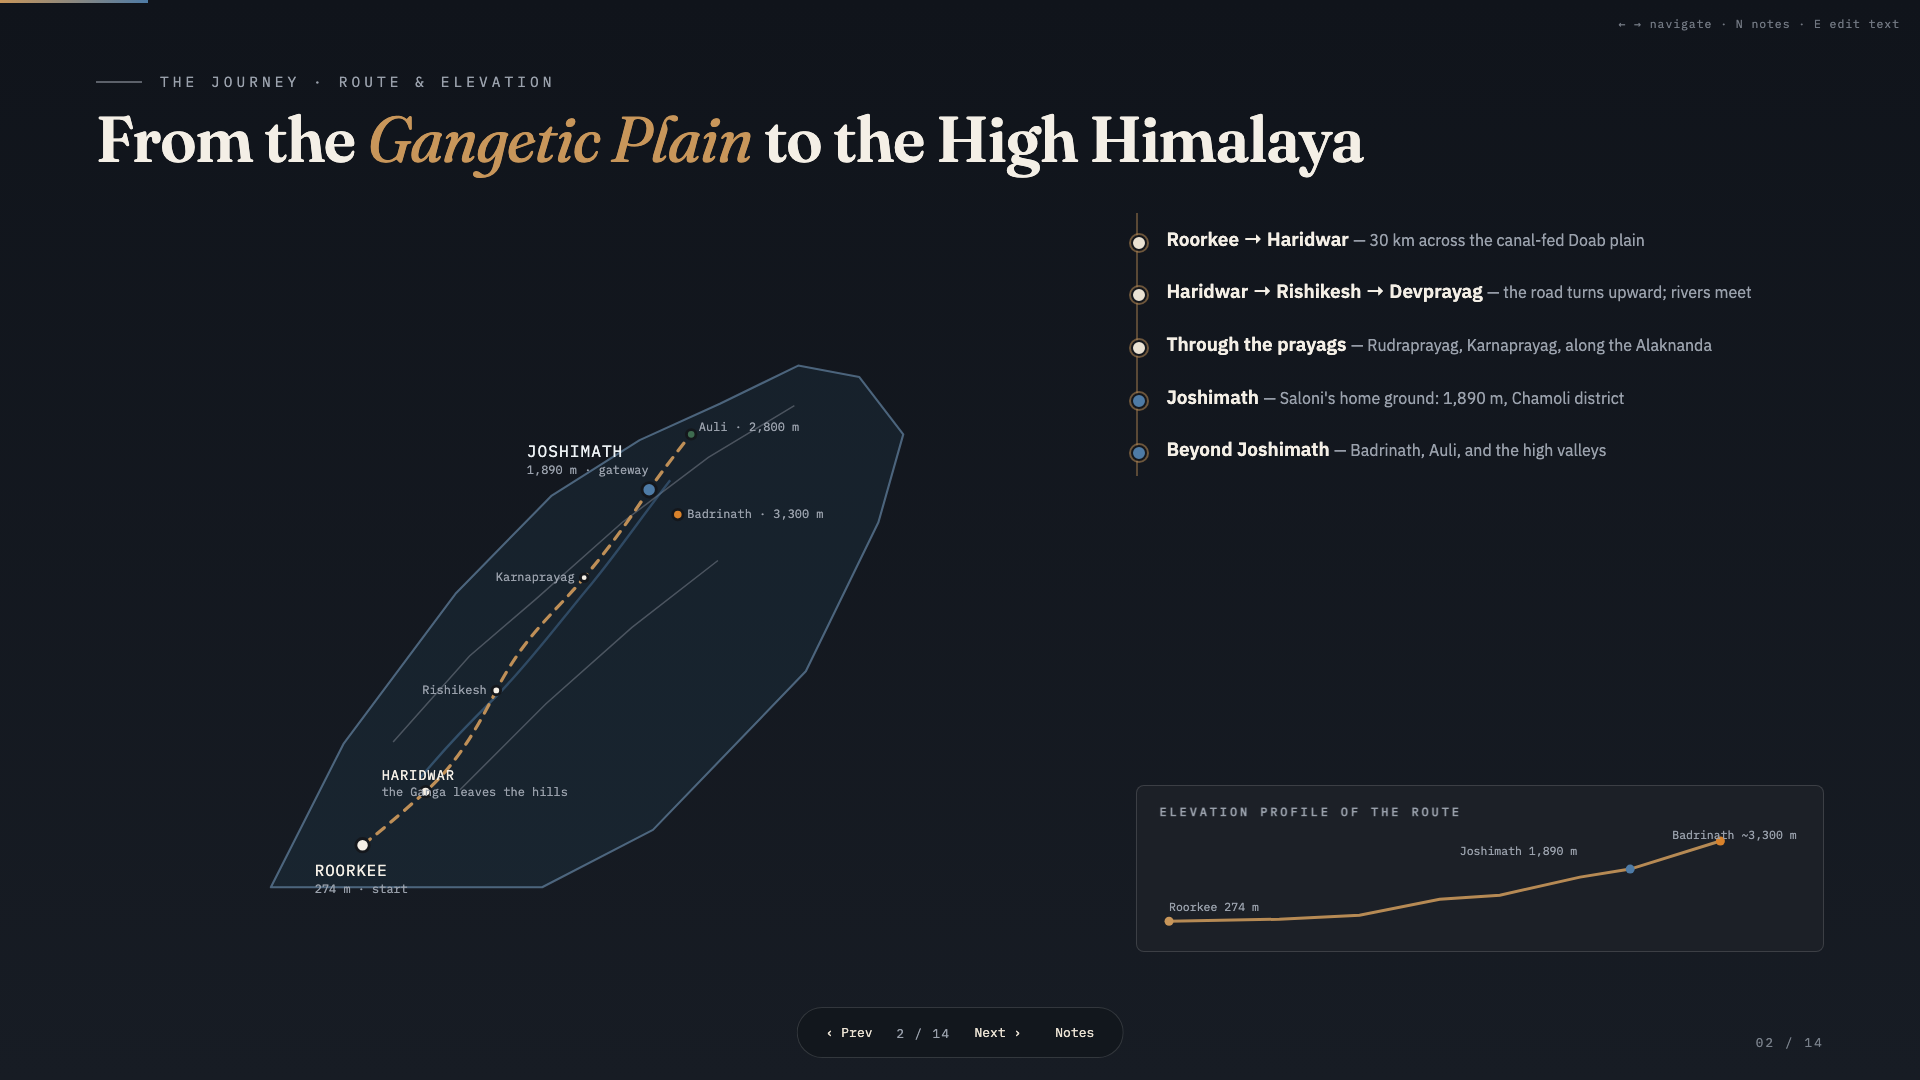 ← → navigate · N notes · E edit text
THE JOURNEY · ROUTE & ELEVATION
From the Gangetic Plain to the High Himalaya
Roorkee → Haridwar — 30 km across the canal-fed Doab plain
Haridwar → Rishikesh → Devprayag — the road turns upward; rivers meet
Through the prayags — Rudraprayag, Karnaprayag, along the Alaknanda
Joshimath — Saloni's home ground: 1,890 m, Chamoli district
Beyond Joshimath — Badrinath, Auli, and the high valleys
Auli · 2,800 m
JOSHIMATH
1,890 m · gateway
Badrinath · 3,300 m
Karnaprayag
Rishikesh
HARIDWAR
the Ganga leaves the hills
ROORKEE
274 m · start
ELEVATION PROFILE OF THE ROUTE
Badrinath ~3,300 m
Joshimath 1,890 m
Roorkee 274 m
‹ Prev 2 / 14 Next › Notes
02 / 14